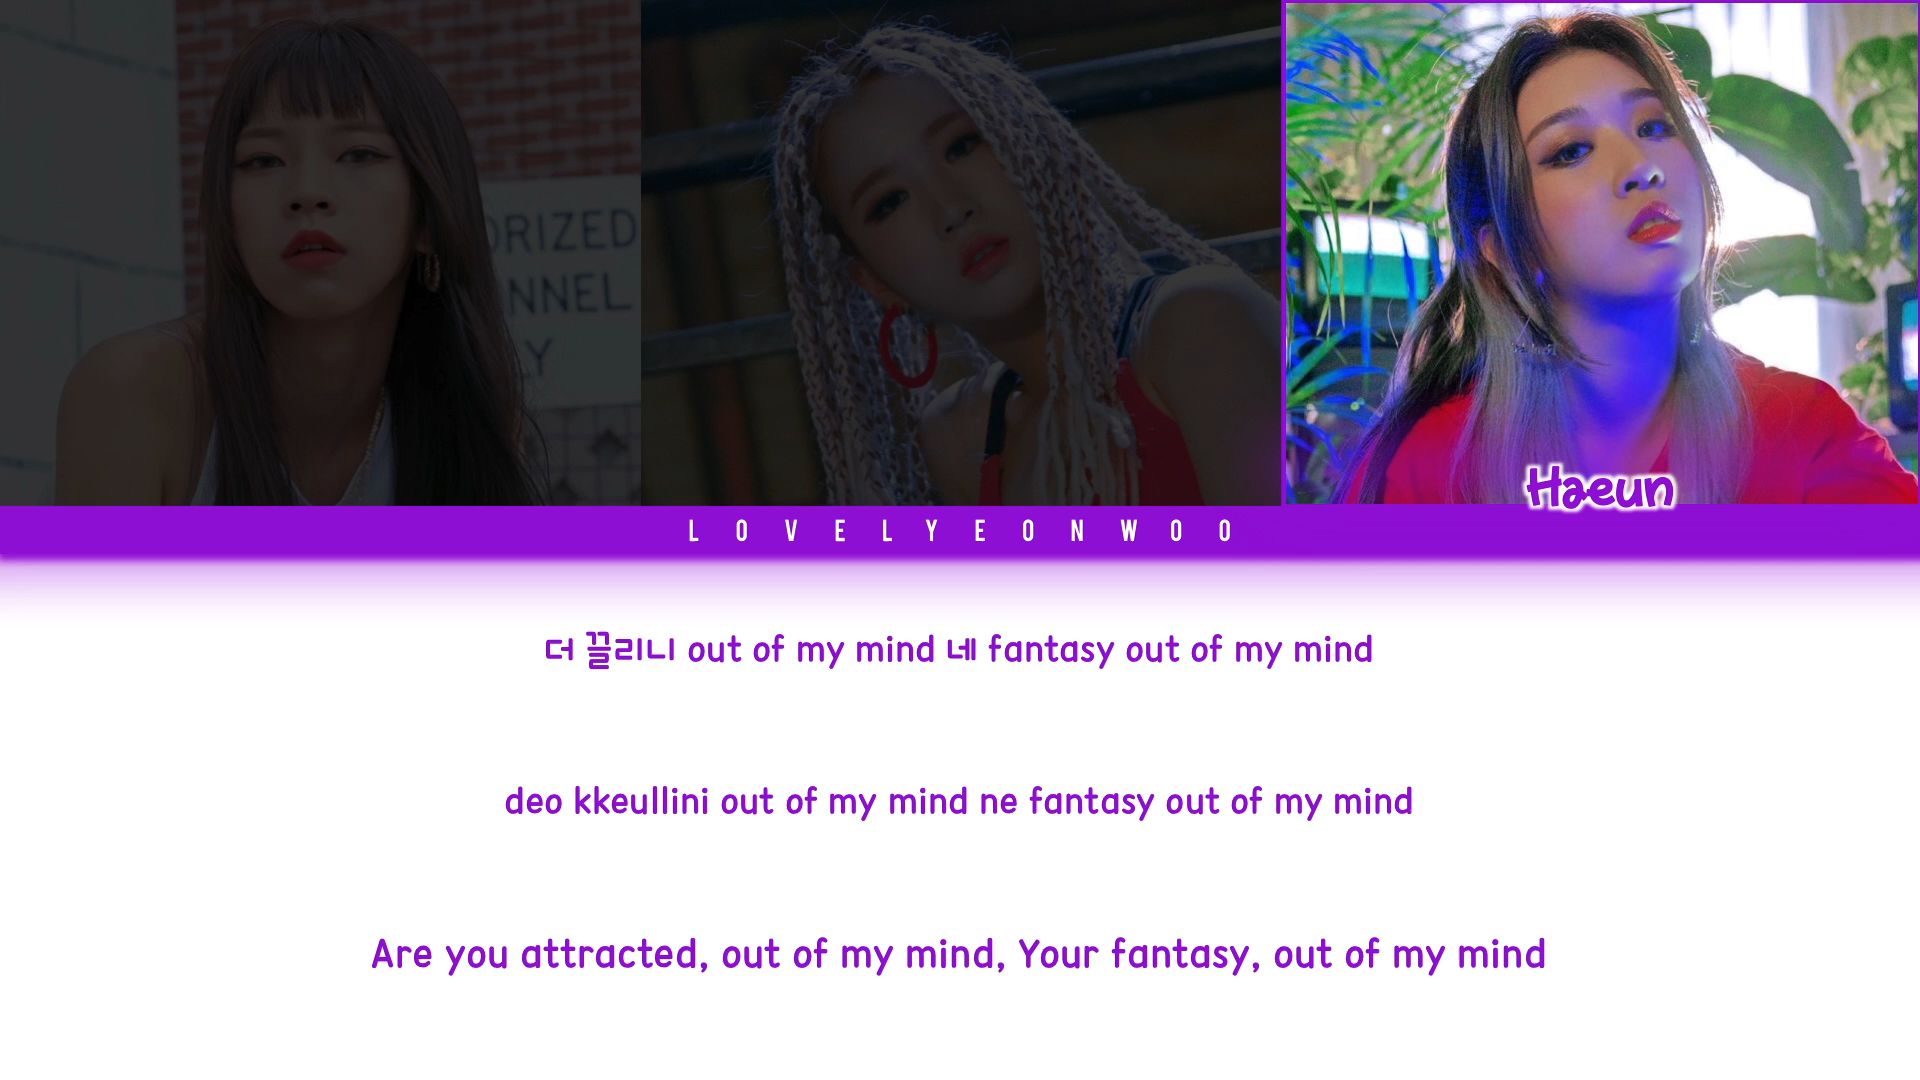 ORIZED
NNEL
LY
Haeun
LOVELYEONWOO
더 끌리니 out of my mind 네 fantasy out of my mind
deo kkeullini out of my mind ne fantasy out of my mind
Are you attracted, out of my mind, Your fantasy, out of my mind